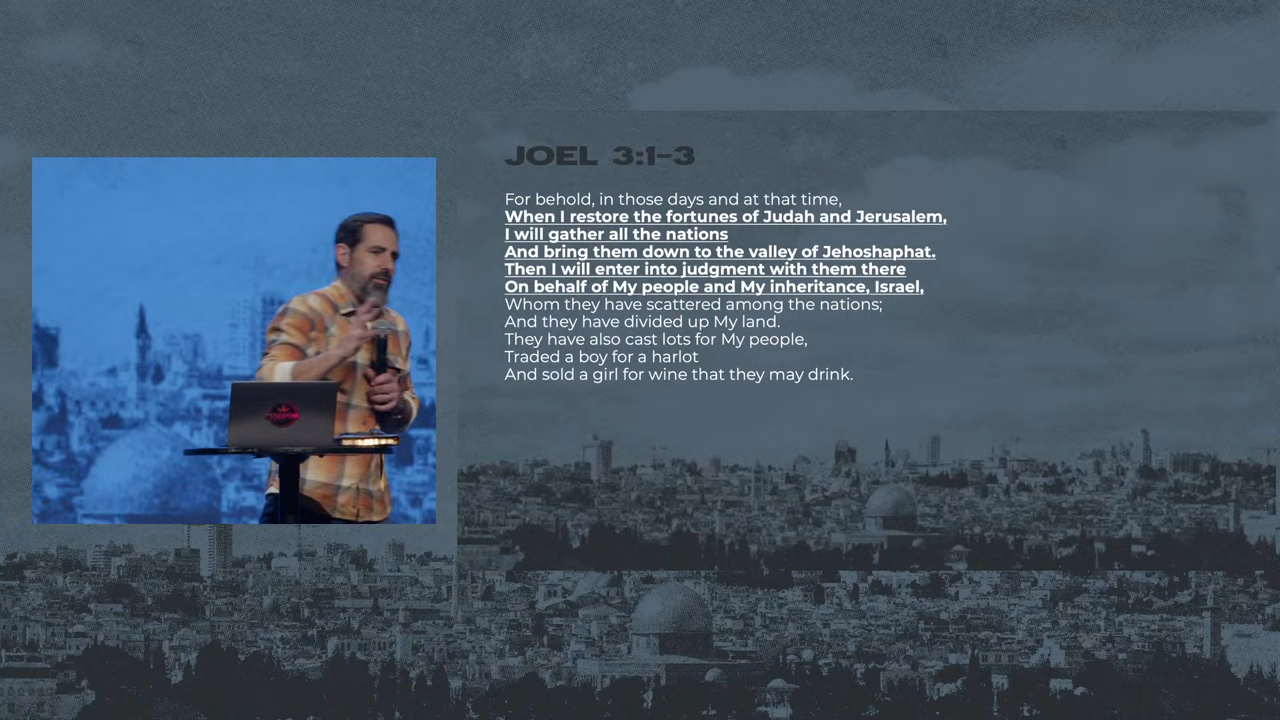 JOEL 3:1-3
For behold, in those days and at that time,
When I restore the fortunes of Judah and Jerusalem,
I will gather all the nations
And bring them down to the valley of Jehoshaphat.
Then I will enter into judgment with them there
On behalf of My people and My inheritance, Israel,
Whom they have scattered among the nations;
And they have divided up My land.
They have also cast lots for My people,
Traded a boy for a harlot
And sold a girl for wine that they may drink.